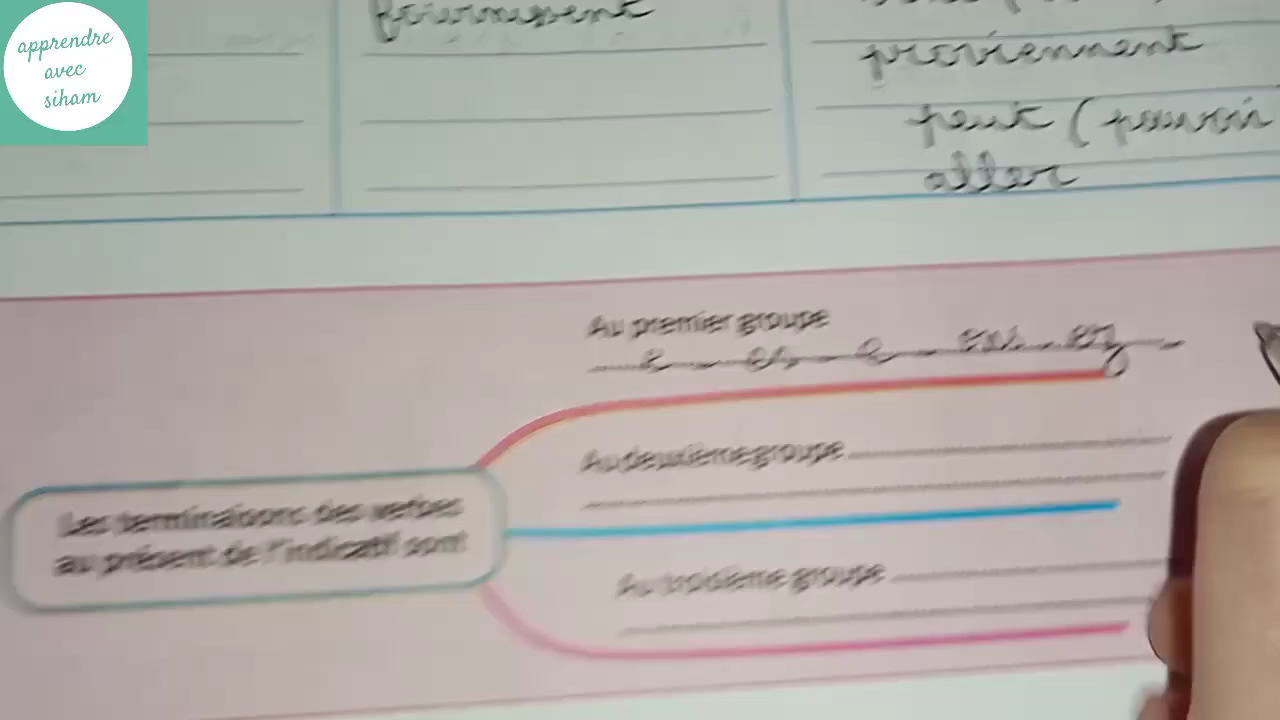 apprendre
avec
siham
fournissent
proviennent
peut (pouvoir
aller
Au premier groupe
e - es - e - ons - ez -
Au deuxième groupe
Les terminaisons des verbes
au présent de l'indicatif sont
Au troisième groupe